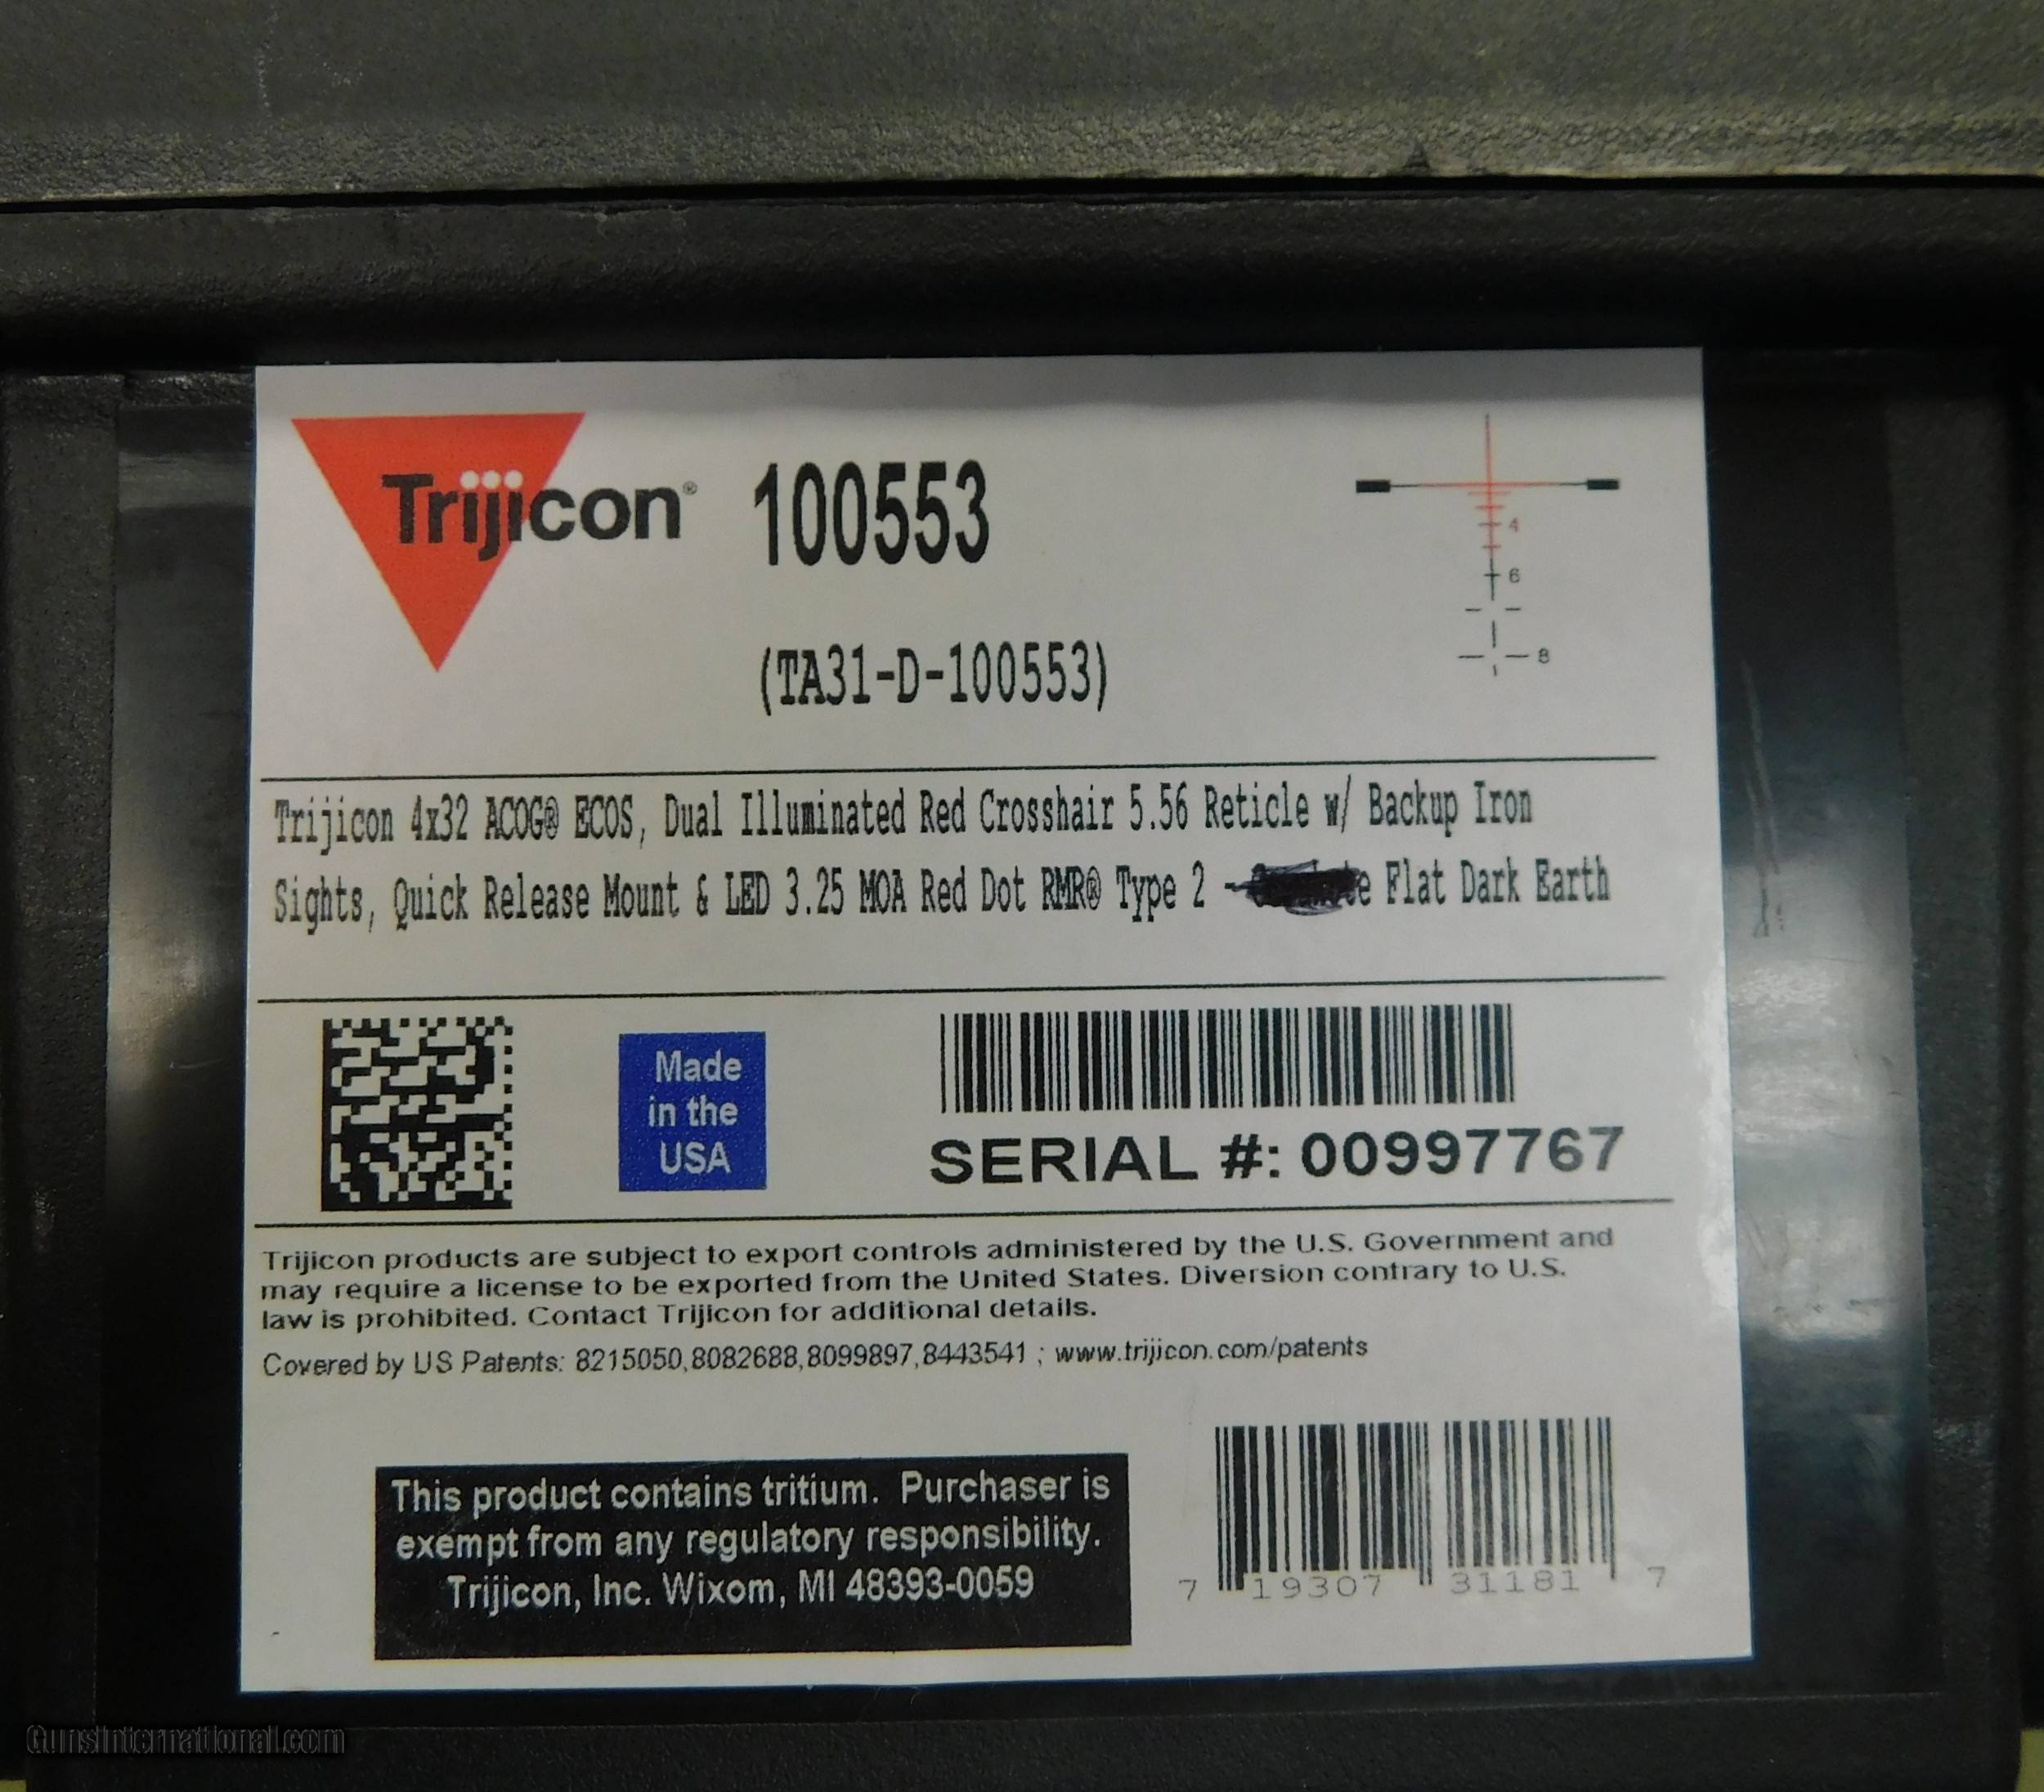 Trijicon® 100553
4
6
8
(TA31-D-100553)
Trijicon 4x32 ACOG® ECOS, Dual Illuminated Red Crosshair 5.56 Reticle w/ Backup Iron
Sights, Quick Release Mount & LED 3.25 MOA Red Dot RMR® Type 2 - Flat Dark Earth
Made
in the
USA
SERIAL #: 00997767
Trijicon products are subject to export controls administered by the U.S. Government and
may require a license to be exported from the United States. Diversion contrary to U.S.
law is prohibited. Contact Trijicon for additional details.
Covered by US Patents: 8215050,8082688,8099897,8443541 ; www.trijicon.com/patents
This product contains tritium. Purchaser is
exempt from any regulatory responsibility.
Trijicon, Inc. Wixom, MI 48393-0059
7 19307 31181 7
GunsInternational.com